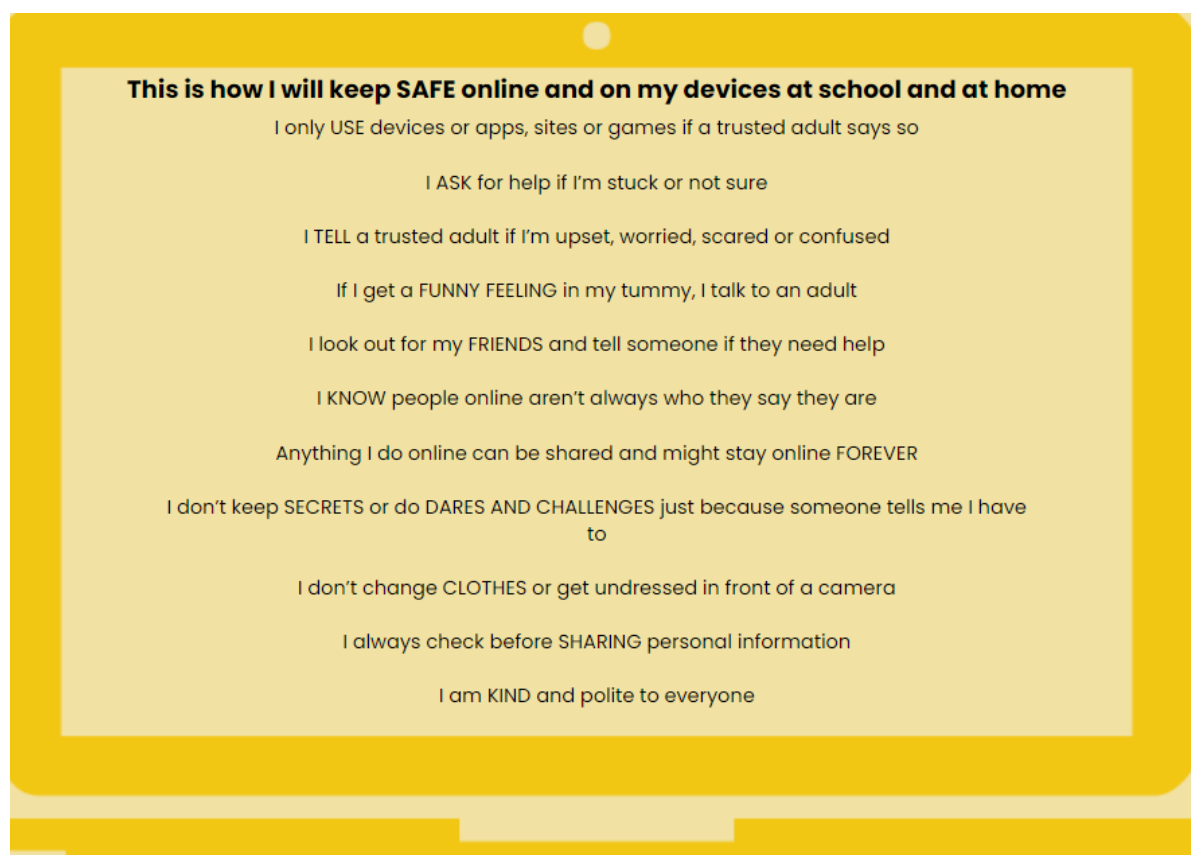 This is how I will keep SAFE online and on my devices at school and at home
I only USE devices or apps, sites or games if a trusted adult says so
I ASK for help if I’m stuck or not sure
I TELL a trusted adult if I’m upset, worried, scared or confused
If I get a FUNNY FEELING in my tummy, I talk to an adult
I look out for my FRIENDS and tell someone if they need help
I KNOW people online aren’t always who they say they are
Anything I do online can be shared and might stay online FOREVER
I don’t keep SECRETS or do DARES AND CHALLENGES just because someone tells me I have
to
I don’t change CLOTHES or get undressed in front of a camera
I always check before SHARING personal information
I am KIND and polite to everyone